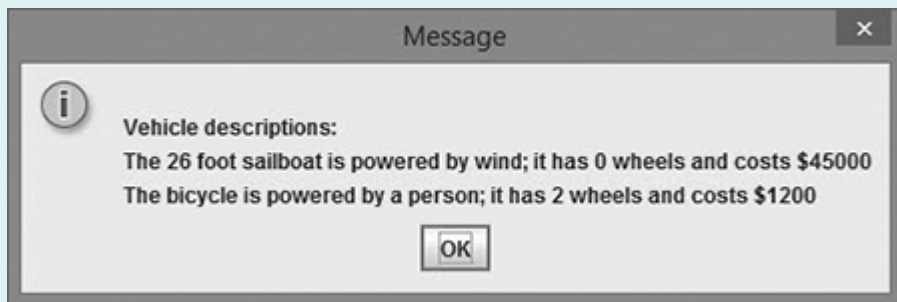 Message
Vehicle descriptions:
The 26 foot sailboat is powered by wind; it has 0 wheels and costs $45000
The bicycle is powered by a person; it has 2 wheels and costs $1200
OK